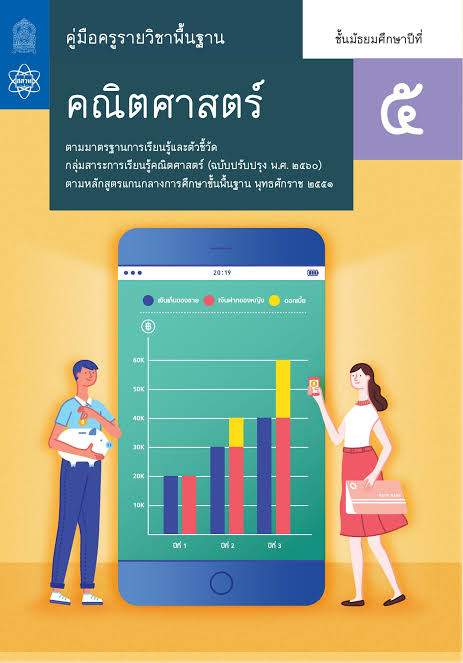 คู่มือครูรายวิชาพื้นฐาน
ชั้นมัธยมศึกษาปีที่
สสวท
คณิตศาสตร์
๕
ตามมาตรฐานการเรียนรู้และตัวชี้วัด
กลุ่มสาระการเรียนรู้คณิตศาสตร์ (ฉบับปรับปรุง พ.ศ. ๒๕๖๐)
ตามหลักสูตรแกนกลางการศึกษาขั้นพื้นฐาน พุทธศักราช ๒๕๕๑
20:19
เงินเก็บของชาย เงินฝากของหญิง ดอกเบี้ย
฿
60K
50K
40K
30K
20K
10K
ปีที่ 1 ปีที่ 2 ปีที่ 3